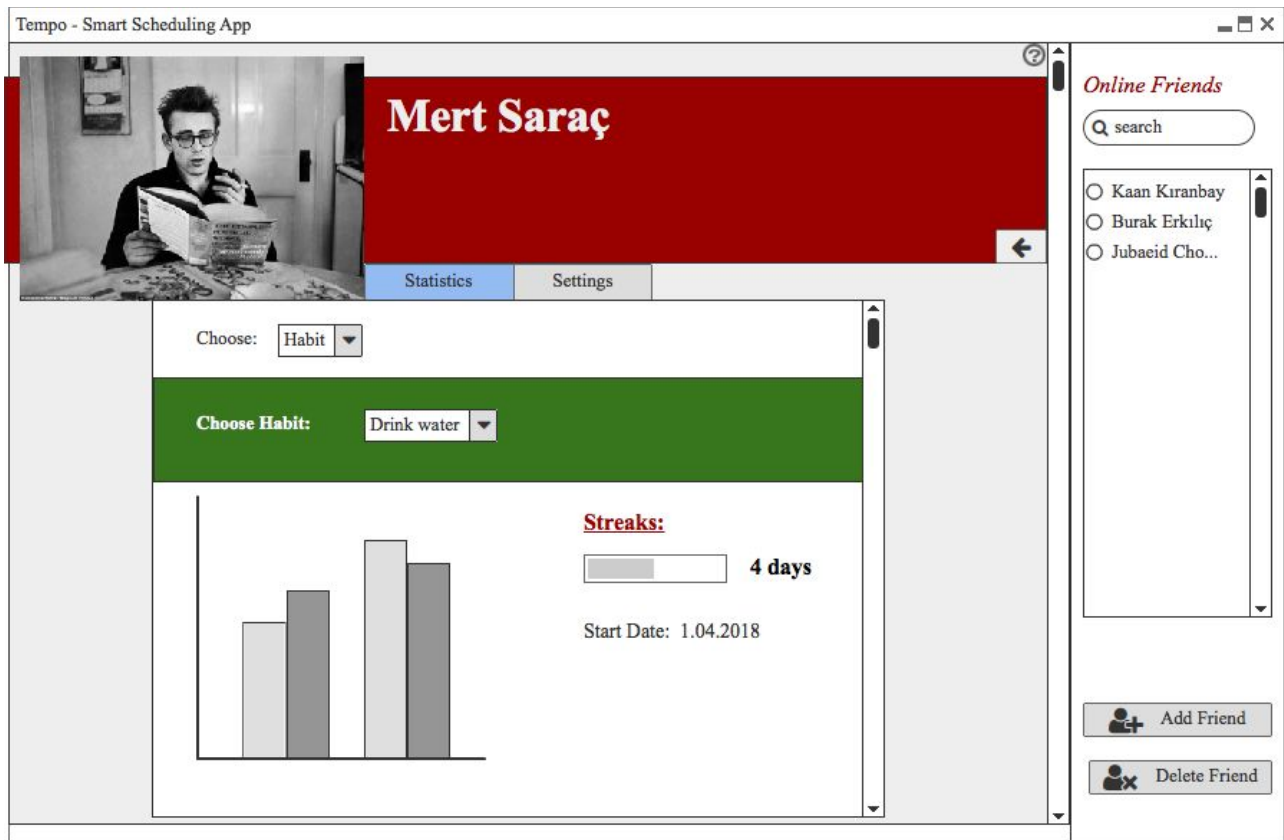 Tempo - Smart Scheduling App
Mert Saraç
Statistics
Settings
Choose: Habit
Choose Habit: Drink water
Streaks:
4 days
Start Date: 1.04.2018
Online Friends
search
Kaan Kıranbay
Burak Erkılıç
Jubaeid Cho...
Add Friend
Delete Friend